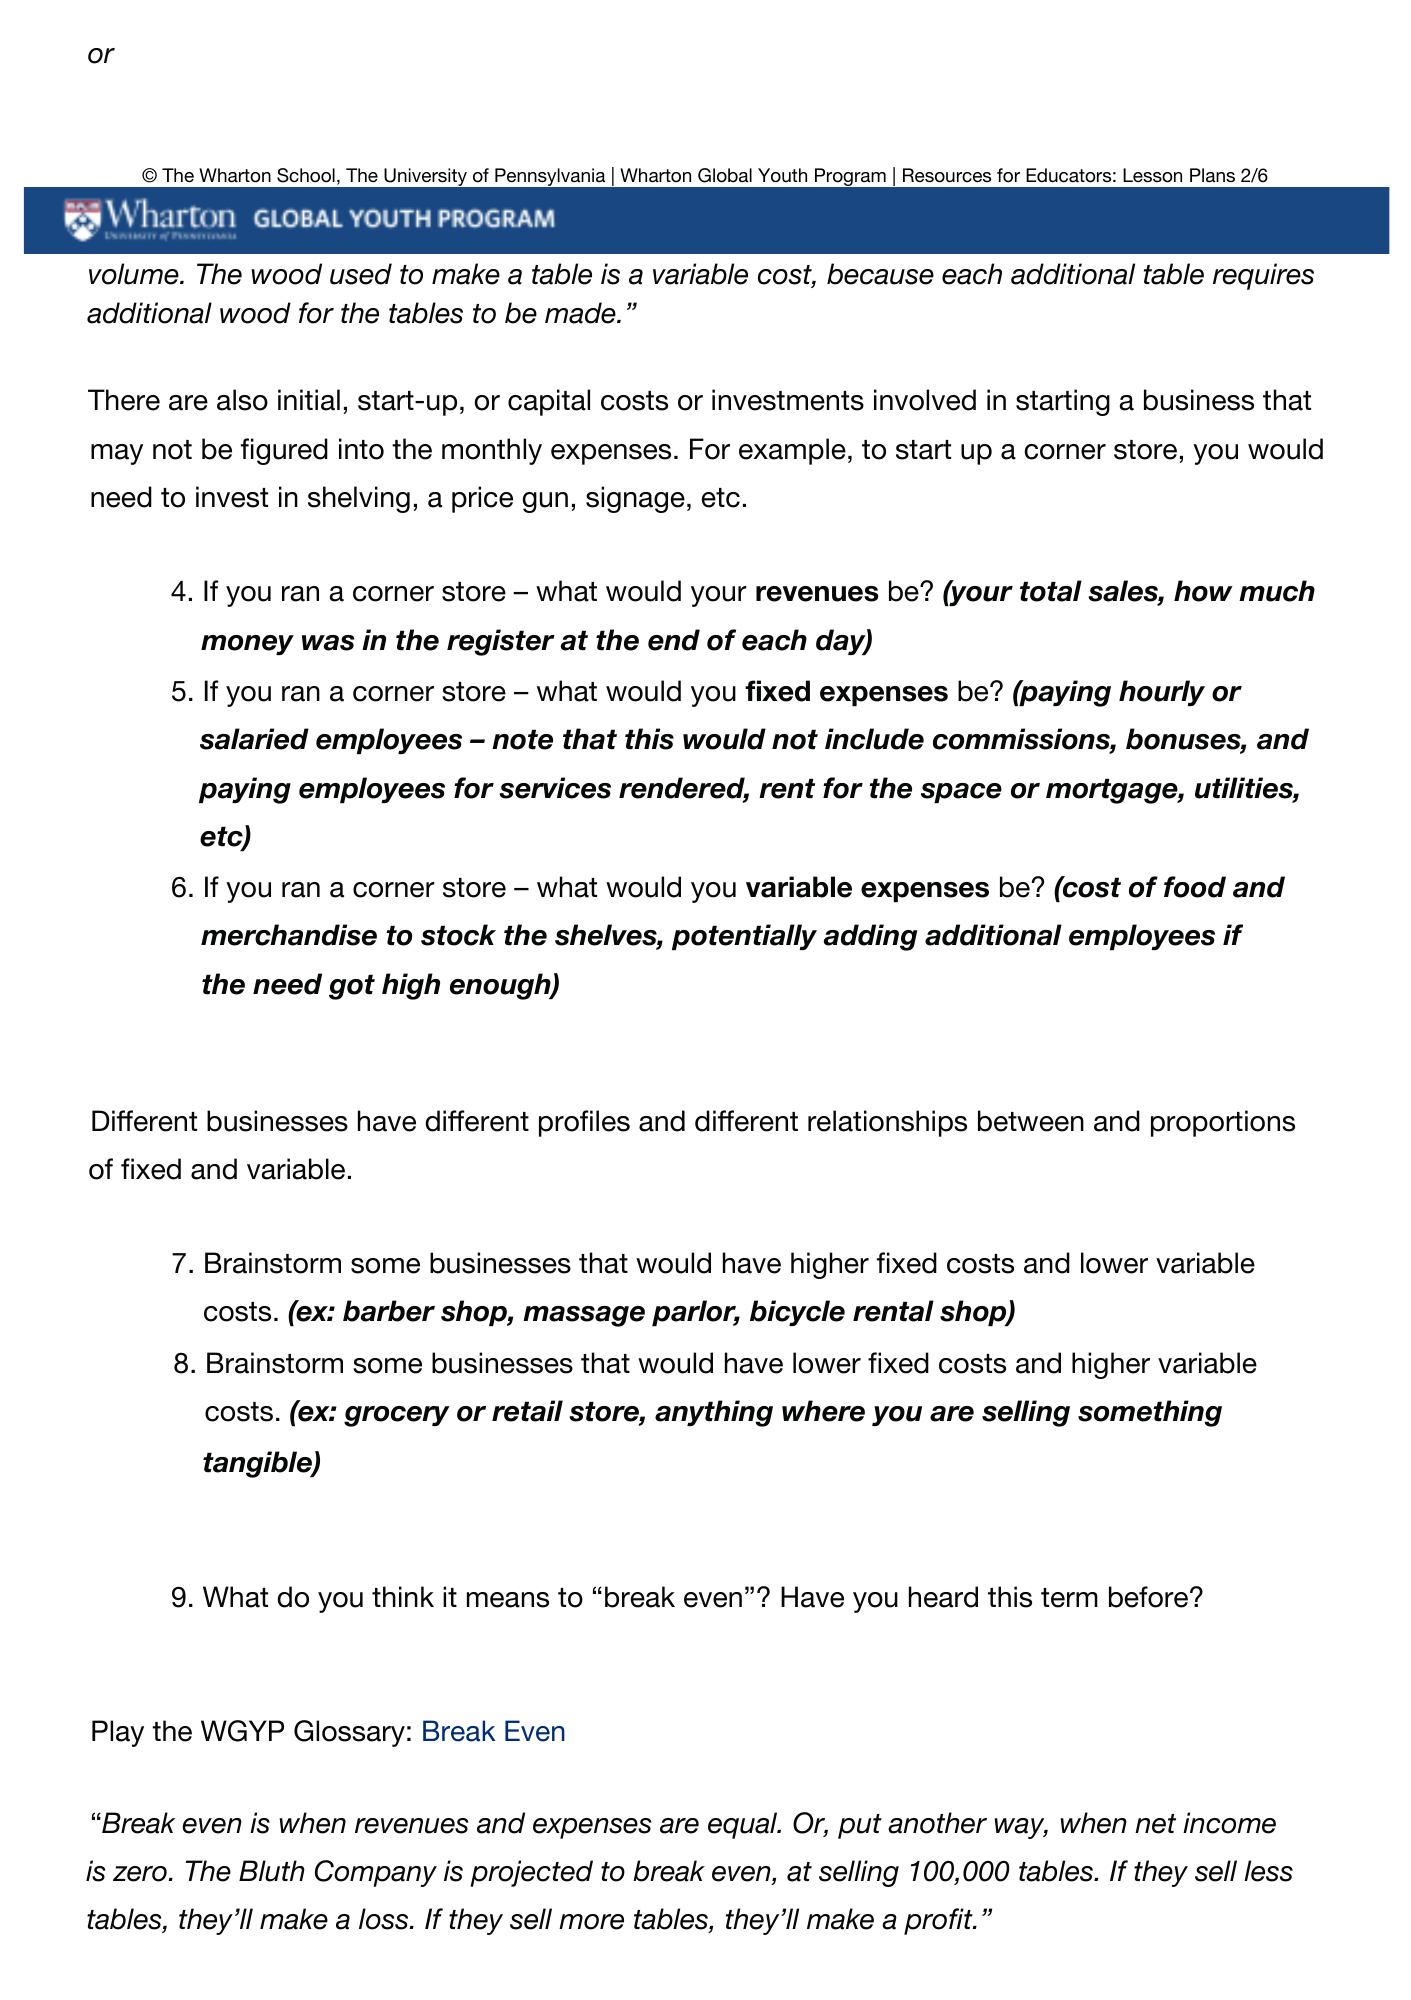 or
© The Wharton School, The University of Pennsylvania | Wharton Global Youth Program | Resources for Educators: Lesson Plans 2/6
Wharton GLOBAL YOUTH PROGRAM
UNIVERSITY of PENNSYLVANIA
volume. The wood used to make a table is a variable cost, because each additional table requires
additional wood for the tables to be made.”
There are also initial, start-up, or capital costs or investments involved in starting a business that
may not be figured into the monthly expenses. For example, to start up a corner store, you would
need to invest in shelving, a price gun, signage, etc.
4. If you ran a corner store – what would your revenues be? (your total sales, how much
money was in the register at the end of each day)
5. If you ran a corner store – what would you fixed expenses be? (paying hourly or
salaried employees – note that this would not include commissions, bonuses, and
paying employees for services rendered, rent for the space or mortgage, utilities,
etc)
6. If you ran a corner store – what would you variable expenses be? (cost of food and
merchandise to stock the shelves, potentially adding additional employees if
the need got high enough)
Different businesses have different profiles and different relationships between and proportions
of fixed and variable.
7. Brainstorm some businesses that would have higher fixed costs and lower variable
costs. (ex: barber shop, massage parlor, bicycle rental shop)
8. Brainstorm some businesses that would have lower fixed costs and higher variable
costs. (ex: grocery or retail store, anything where you are selling something
tangible)
9. What do you think it means to “break even”? Have you heard this term before?
Play the WGYP Glossary: Break Even
“Break even is when revenues and expenses are equal. Or, put another way, when net income
is zero. The Bluth Company is projected to break even, at selling 100,000 tables. If they sell less
tables, they’ll make a loss. If they sell more tables, they’ll make a profit.”